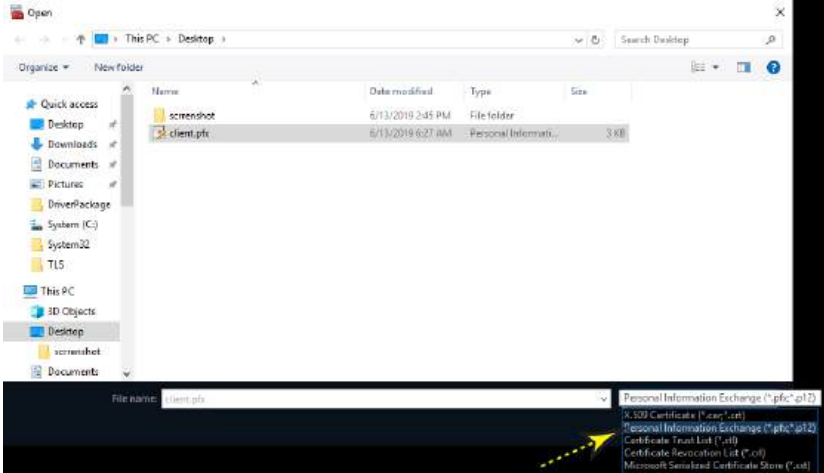 Open
This PC › Desktop ›
Search Desktop
Organize
New folder
Name
Date modified
Type
Size
Quick access
Desktop
Downloads
Documents
Pictures
DriverPackage
System (C:)
System32
TLS
This PC
3D Objects
Desktop
scrrenshot
Documents
scrrenshot 6/13/2019 2:45 PM File folder
client.pfx 6/13/2019 6:27 AM Personal Informati... 3 KB
File name: client.pfx
Personal Information Exchange (*.pfx;*.p12)
X.509 Certificate (*.cer;*.crt)
Personal Information Exchange (*.pfx;*.p12)
Certificate Trust List (*.stl)
Certificate Revocation List (*.crl)
Microsoft Serialized Certificate Store (*.sst)